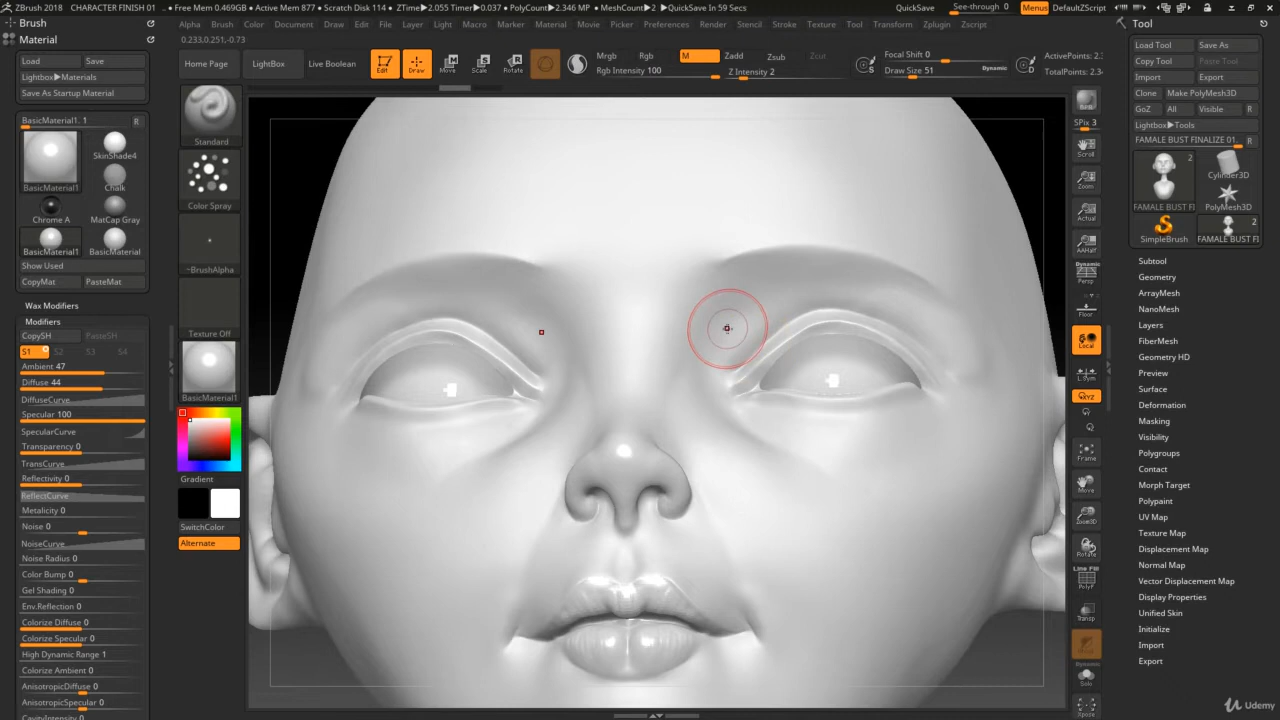 ZBrush 2018 CHARACTER FINISH 01 .. • Free Mem 0.469GB • Active Mem 877 • Scratch Disk 114 • ZTime▶2.055 Timer▶0.037 • PolyCount▶2.346 MP • MeshCount▶2 QuickSave In 59 Secs QuickSave See-through 0 Menus DefaultZScript
Brush
Material
Alpha Brush Color Document Draw Edit File Layer Light Macro Marker Material Movie Picker Preferences Render Stencil Stroke Texture Tool Transform Zplugin Zscript
Tool
0.233,0.251,-0.73
Load Save
Lightbox▶Materials
Save As Startup Material
Home Page LightBox Live Boolean
Edit Draw Move Scale Rotate
Mrgb Rgb M Zadd Zsub Zcut
Rgb Intensity 100 Z Intensity 2
Focal Shift 0
Draw Size 51 Dynamic
S D
ActivePoints: 2.3
TotalPoints: 2.3
Load Tool Save As
Copy Tool Paste Tool
Import Export
Clone Make PolyMesh3D
GoZ All Visible R
Lightbox▶Tools
FAMALE BUST FINALIZE 01. R
2
FAMALE BUST FI
Cylinder3D
PolyMesh3D
SimpleBrush
2
FAMALE BUST FI
Subtool
Geometry
ArrayMesh
NanoMesh
Layers
FiberMesh
Geometry HD
Preview
Surface
Deformation
Masking
Visibility
Polygroups
Contact
Morph Target
Polypaint
UV Map
Texture Map
Displacement Map
Normal Map
Vector Displacement Map
Display Properties
Unified Skin
Initialize
Import
Export
BasicMaterial1. 1 R
BasicMaterial1
SkinShade4
Chalk
Chrome A
MatCap Gray
BasicMaterial1
BasicMaterial
Show Used
CopyMat PasteMat
Wax Modifiers
Modifiers
CopySH PasteSH
S1 S2 S3 S4
Ambient 47
Diffuse 44
DiffuseCurve
Specular 100
SpecularCurve
Transparency 0
TransCurve
Reflectivity 0
ReflectCurve
Metalicity 0
Noise 0
NoiseCurve
Noise Radius 0
Color Bump 0
Gel Shading 0
Env.Reflection 0
Colorize Diffuse 0
Colorize Specular 0
High Dynamic Range 1
Colorize Ambient 0
AnisotropicDiffuse 0
AnisotropicSpecular 0
CavityIntensity 0
Standard
Color Spray
~BrushAlpha
Texture Off
BasicMaterial1
Gradient
SwitchColor
Alternate
BPR
SPix 3
Scroll
Zoom
Actual
AAHalf
Dynamic
Persp
Floor
Local
L.Sym
XYZ
Frame
Move
Zoom3D
Rotate
Line Fill
PolyF
Transp
Dynamic
Solo
Xpose
Udemy